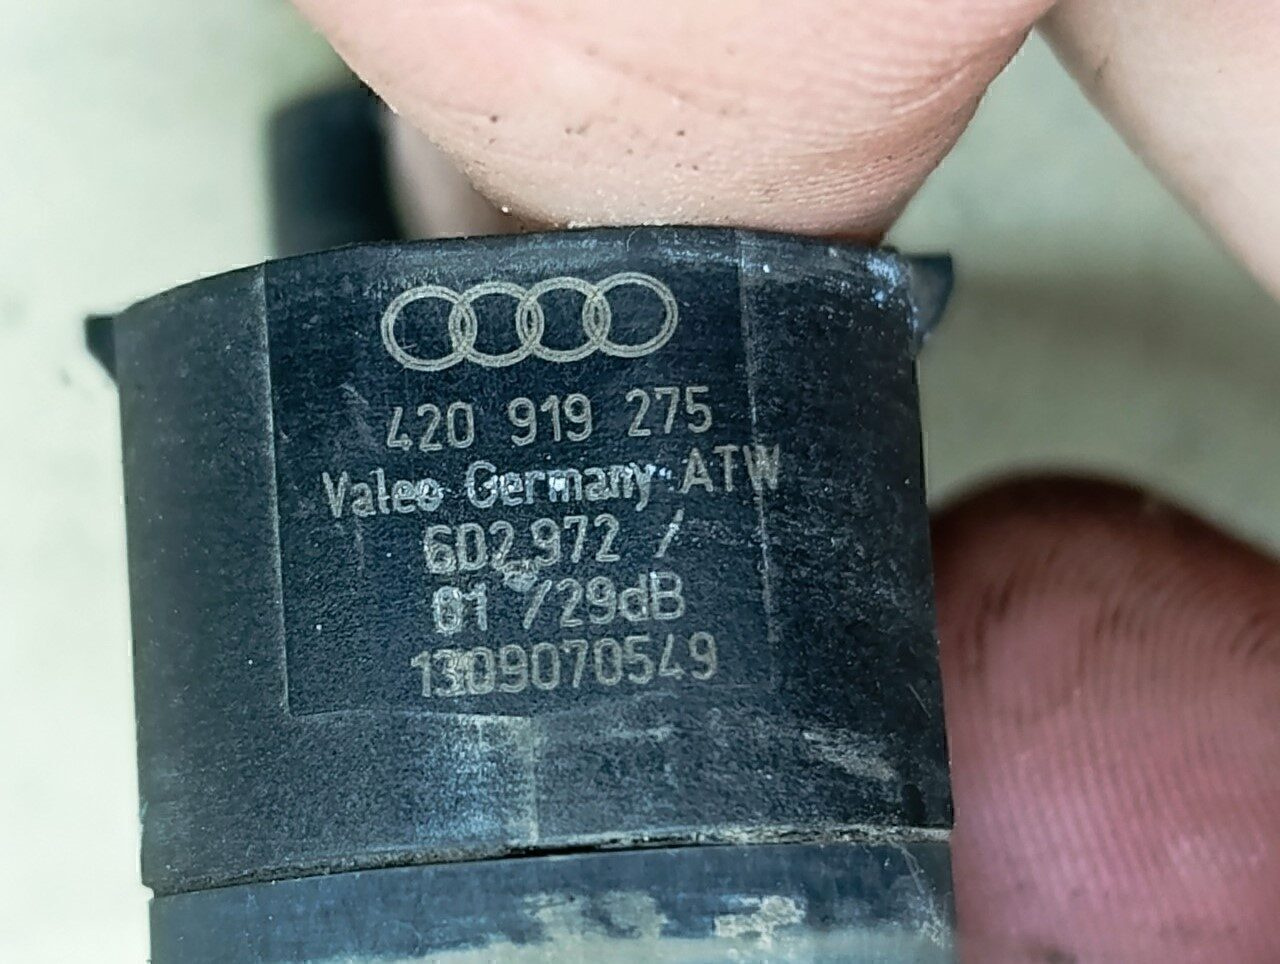 420 919 275
Valeo Germany ATW
6D2 972 /
01 /29dB
1309070549